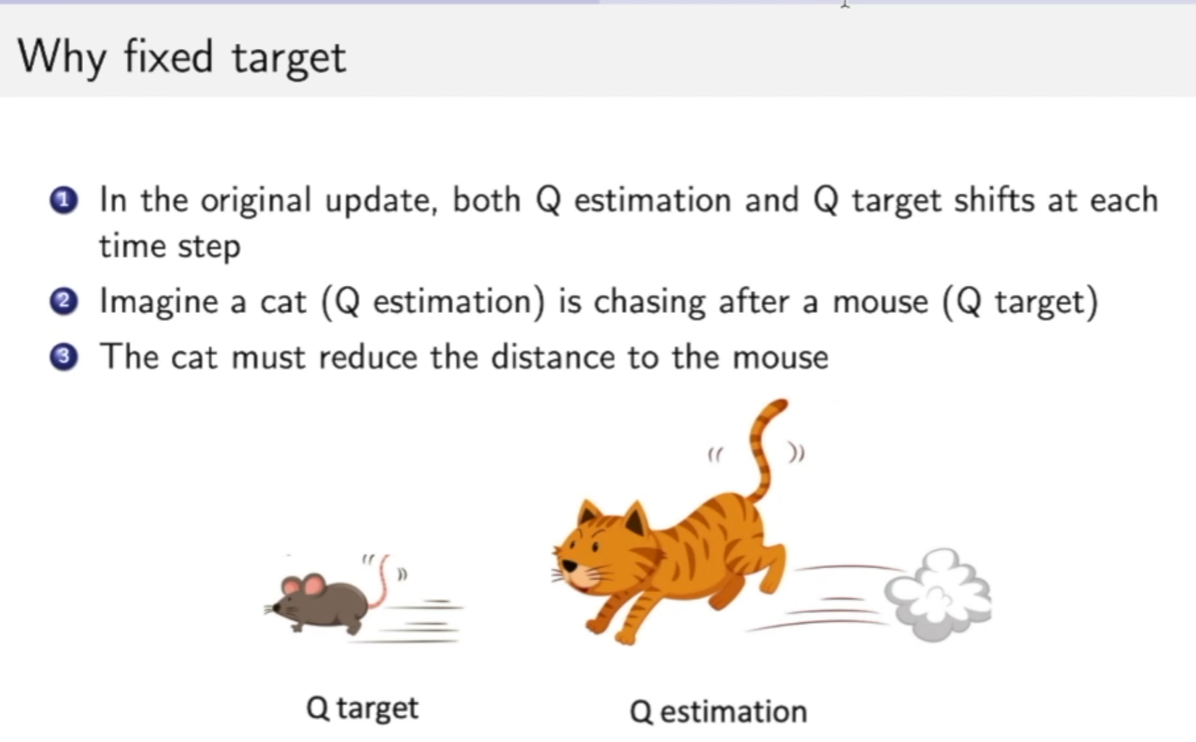 Why fixed target
1 In the original update, both Q estimation and Q target shifts at each
time step
2 Imagine a cat (Q estimation) is chasing after a mouse (Q target)
3 The cat must reduce the distance to the mouse
Q target
Q estimation